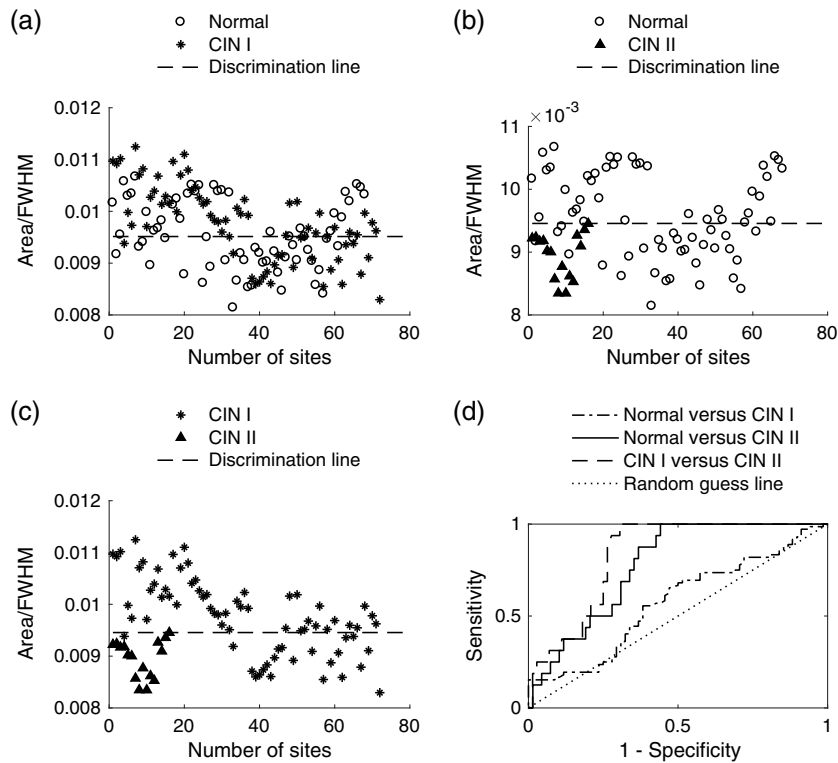 (a)
Normal
CIN I
Discrimination line
0.012
0.011
0.01
0.009
0.008
Area/FWHM
0 20 40 60 80
Number of sites
(b)
Normal
CIN II
Discrimination line
× 10⁻³
11
10
9
8
Area/FWHM
0 20 40 60 80
Number of sites
(c)
CIN I
CIN II
Discrimination line
0.012
0.011
0.01
0.009
0.008
Area/FWHM
0 20 40 60 80
Number of sites
(d)
Normal versus CIN I
Normal versus CIN II
CIN I versus CIN II
Random guess line
1
0.5
0
Sensitivity
0 0.5 1
1 - Specificity